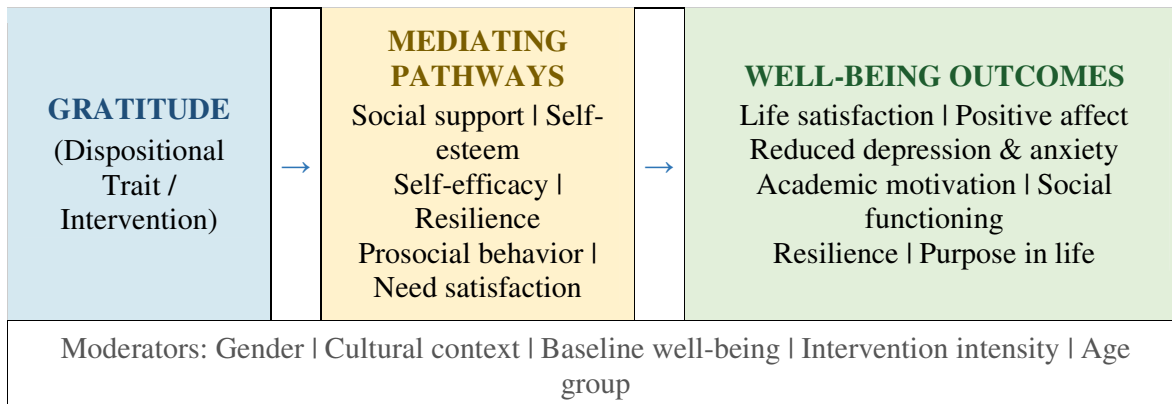 GRATITUDE
(Dispositional
Trait /
Intervention)
→
MEDIATING
PATHWAYS
Social support | Self-
esteem
Self-efficacy |
Resilience
Prosocial behavior |
Need satisfaction
→
WELL-BEING OUTCOMES
Life satisfaction | Positive affect
Reduced depression & anxiety
Academic motivation | Social
functioning
Resilience | Purpose in life
Moderators: Gender | Cultural context | Baseline well-being | Intervention intensity | Age
group